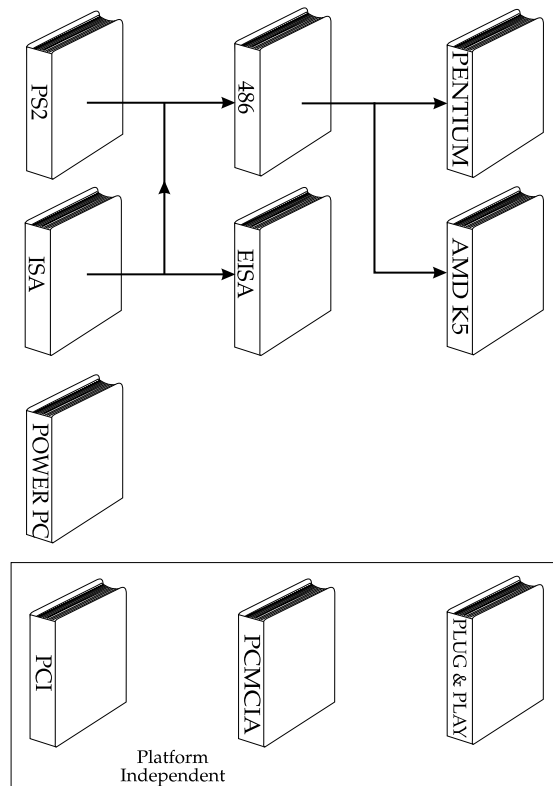 PS2
486
PENTIUM
ISA
EISA
AMD K5
POWER PC
PCI
PCMCIA
PLUG & PLAY
Platform
Independent